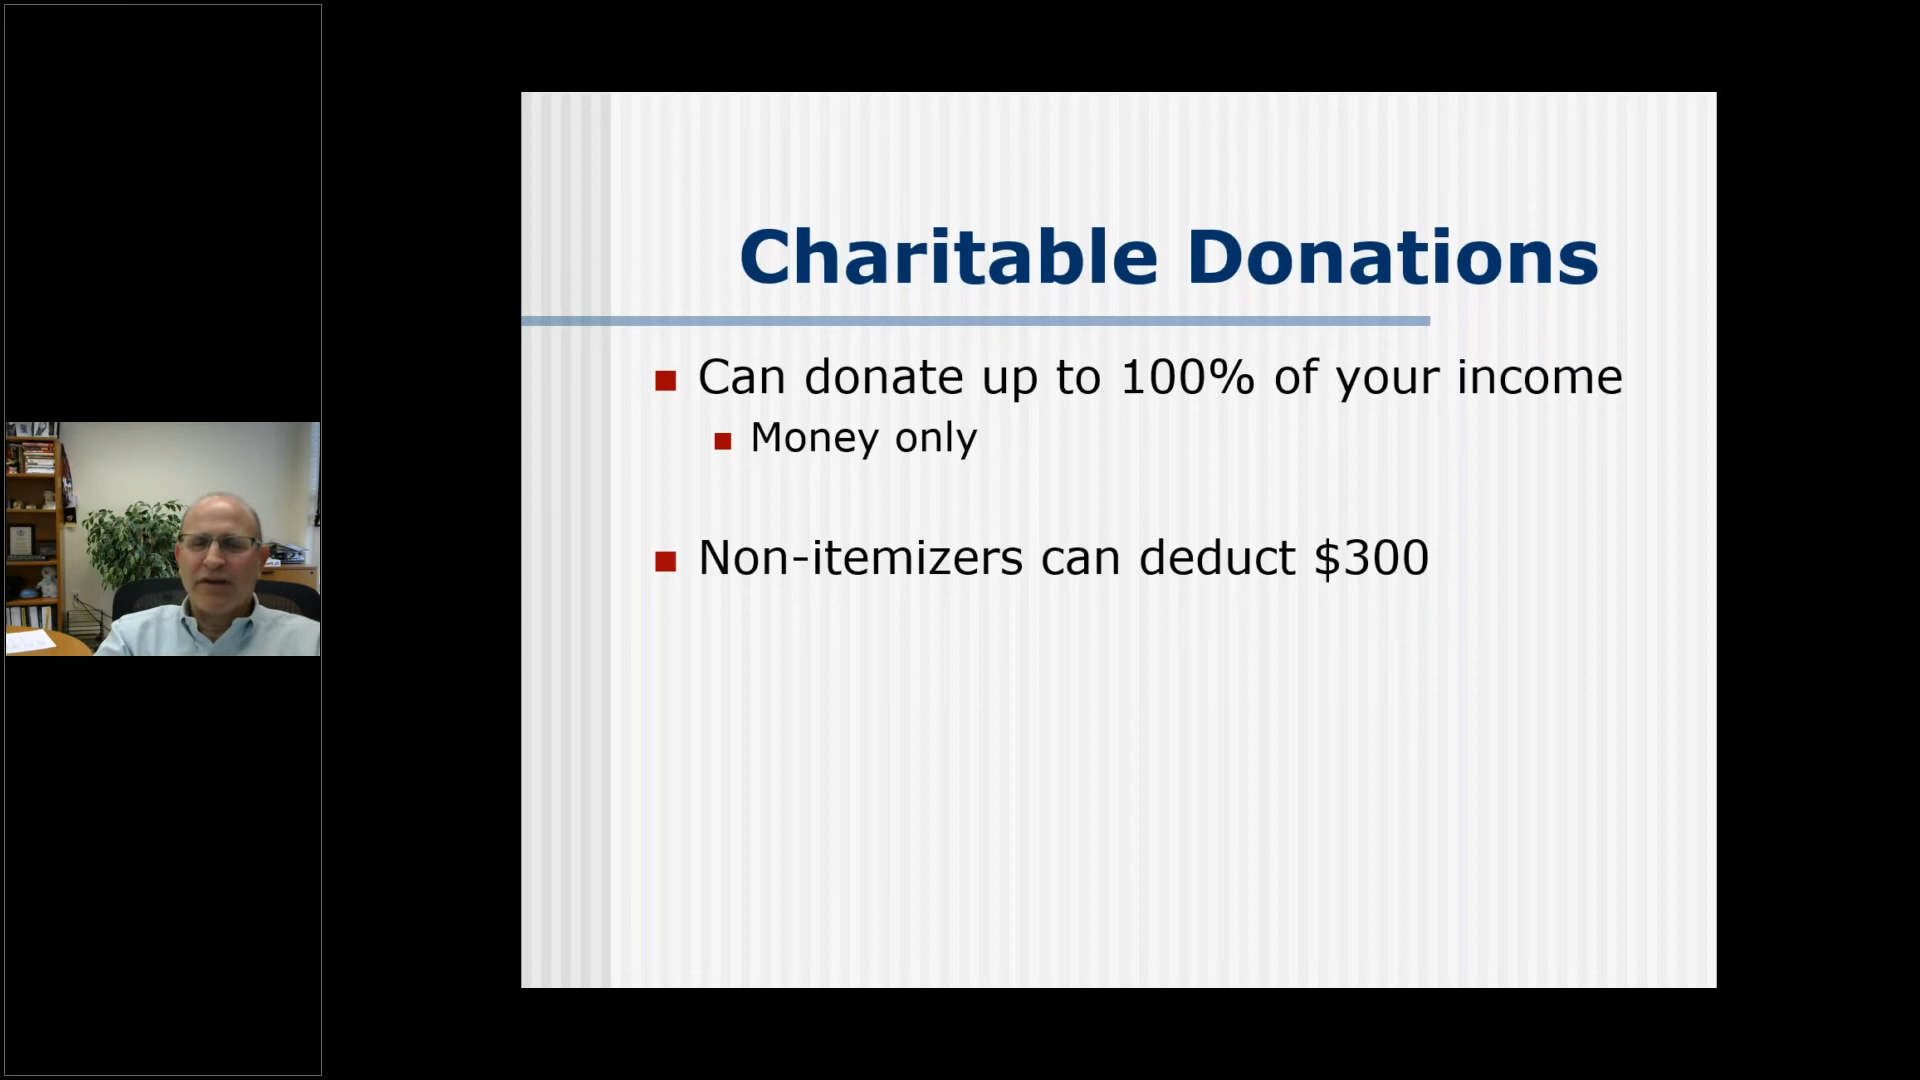 Charitable Donations
Can donate up to 100% of your income
Money only
Non-itemizers can deduct $300